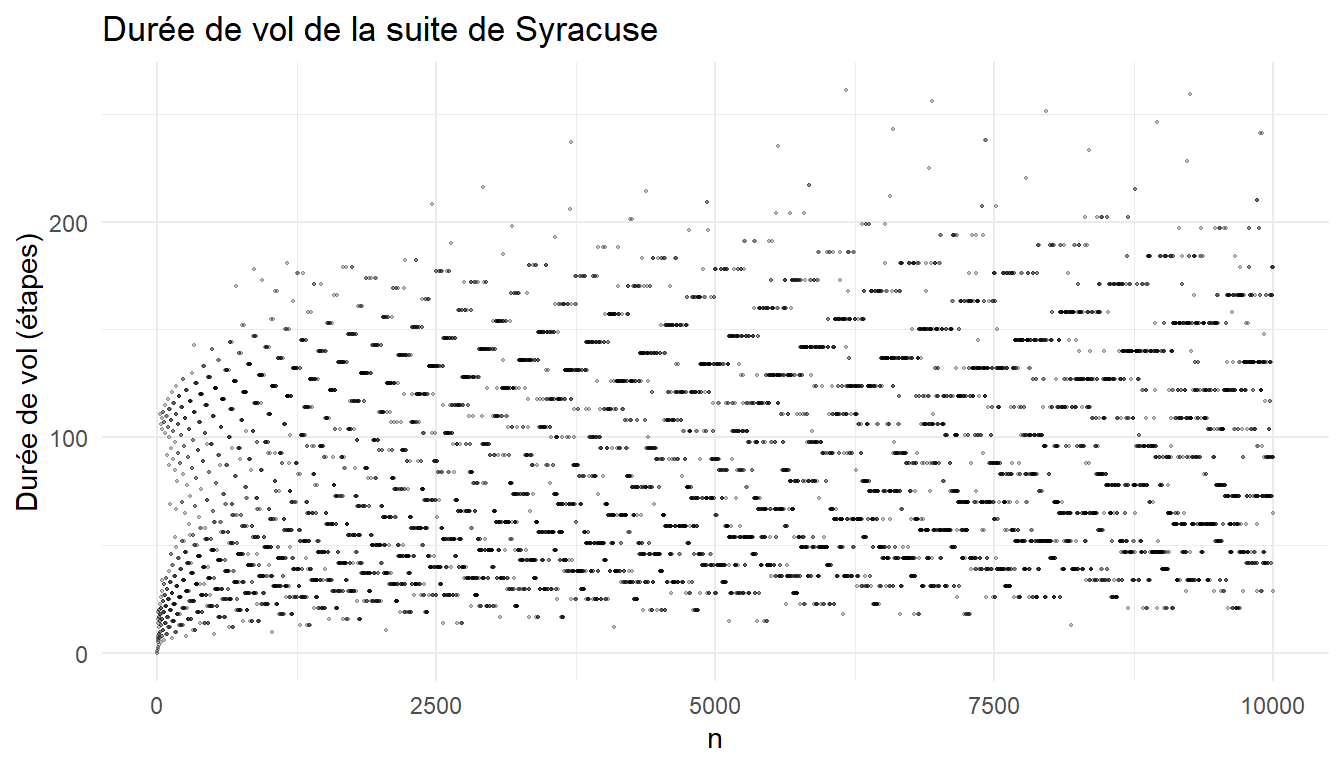 Durée de vol de la suite de Syracuse
Durée de vol (étapes)
200
100
0
0 2500 5000 7500 10000
n